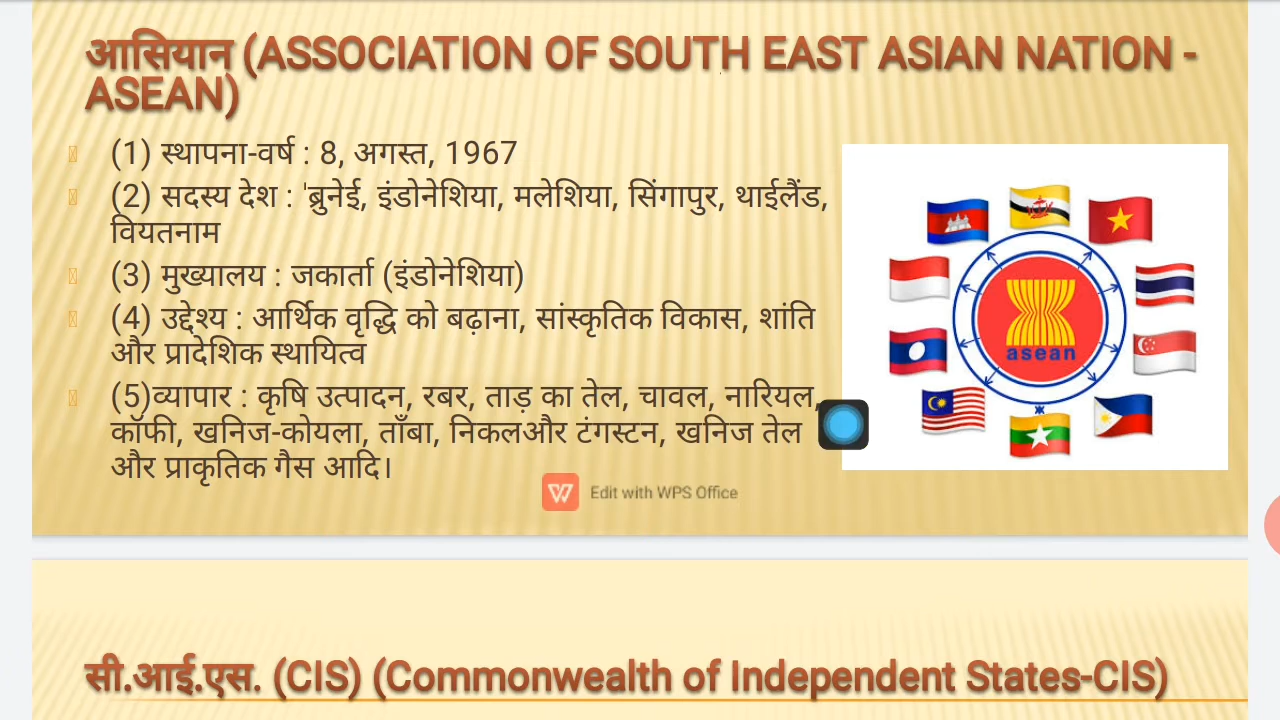 आसियान (ASSOCIATION OF SOUTH EAST ASIAN NATION -
ASEAN)
(1) स्थापना-वर्ष : 8, अगस्त, 1967
(2) सदस्य देश : 'ब्रुनेई, इंडोनेशिया, मलेशिया, सिंगापुर, थाईलैंड,
वियतनाम
(3) मुख्यालय : जकार्ता (इंडोनेशिया)
(4) उद्देश्य : आर्थिक वृद्धि को बढ़ाना, सांस्कृतिक विकास, शांति
और प्रादेशिक स्थायित्व
(5)व्यापार : कृषि उत्पादन, रबर, ताड़ का तेल, चावल, नारियल,
कॉफी, खनिज-कोयला, ताँबा, निकलऔर टंगस्टन, खनिज तेल
और प्राकृतिक गैस आदि।
asean
Edit with WPS Office
सी.आई.एस. (CIS) (Commonwealth of Independent States-CIS)